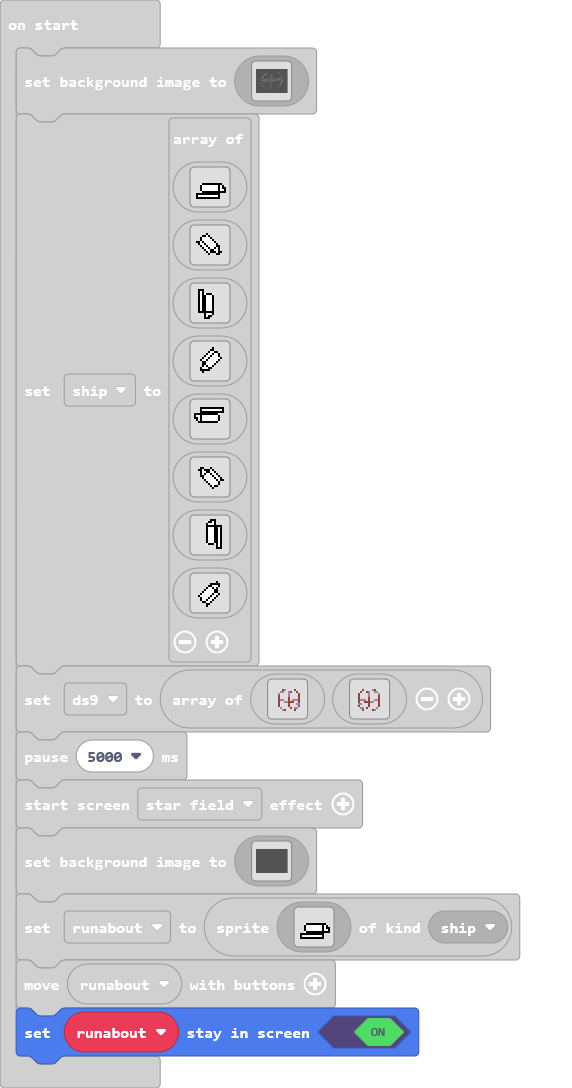 on start
set background image to
array of
set ship to
set ds9 to array of
pause 5000 ms
start screen star field effect
set background image to
set runabout to sprite of kind ship
move runabout with buttons
set runabout stay in screen ON